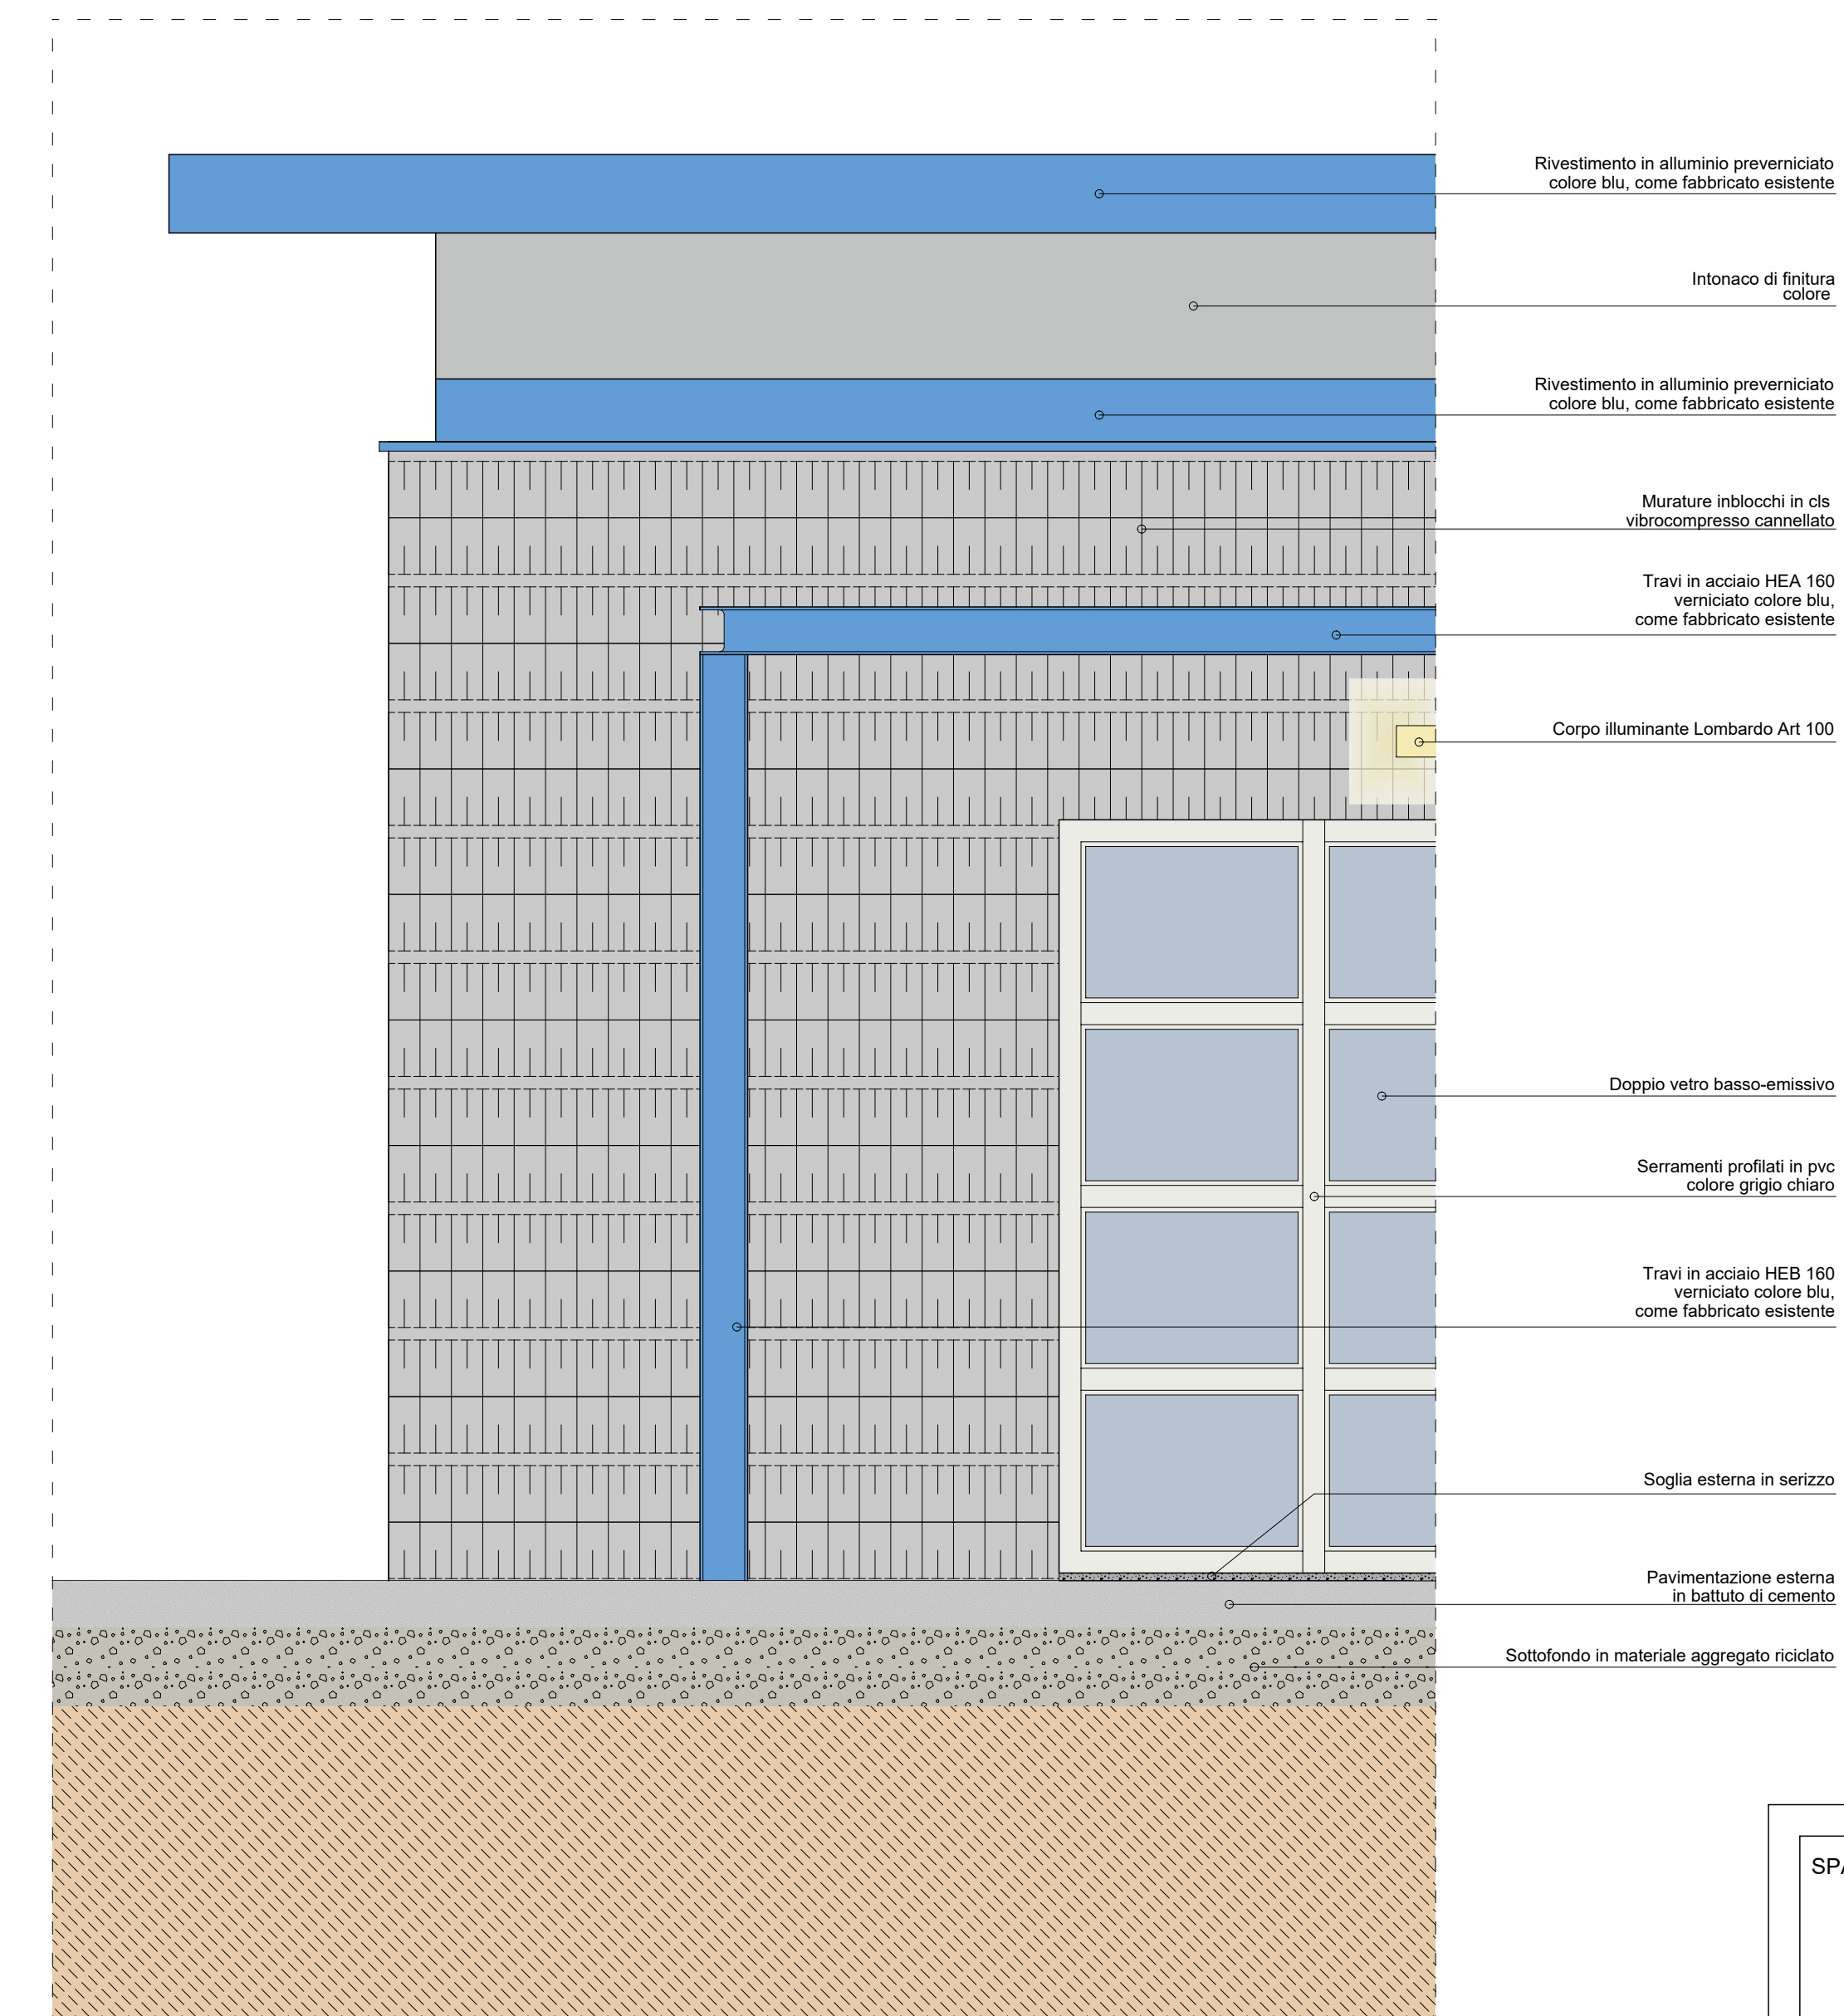 Rivestimento in alluminio preverniciato
colore blu, come fabbricato esistente
Intonaco di finitura
colore
Rivestimento in alluminio preverniciato
colore blu, come fabbricato esistente
Murature inblocchi in cls
vibrocompresso cannellato
Travi in acciaio HEA 160
verniciato colore blu,
come fabbricato esistente
Corpo illuminante Lombardo Art 100
Doppio vetro basso-emissivo
Serramenti profilati in pvc
colore grigio chiaro
Travi in acciaio HEB 160
verniciato colore blu,
come fabbricato esistente
Soglia esterna in serizzo
Pavimentazione esterna
in battuto di cemento
Sottofondo in materiale aggregato riciclato